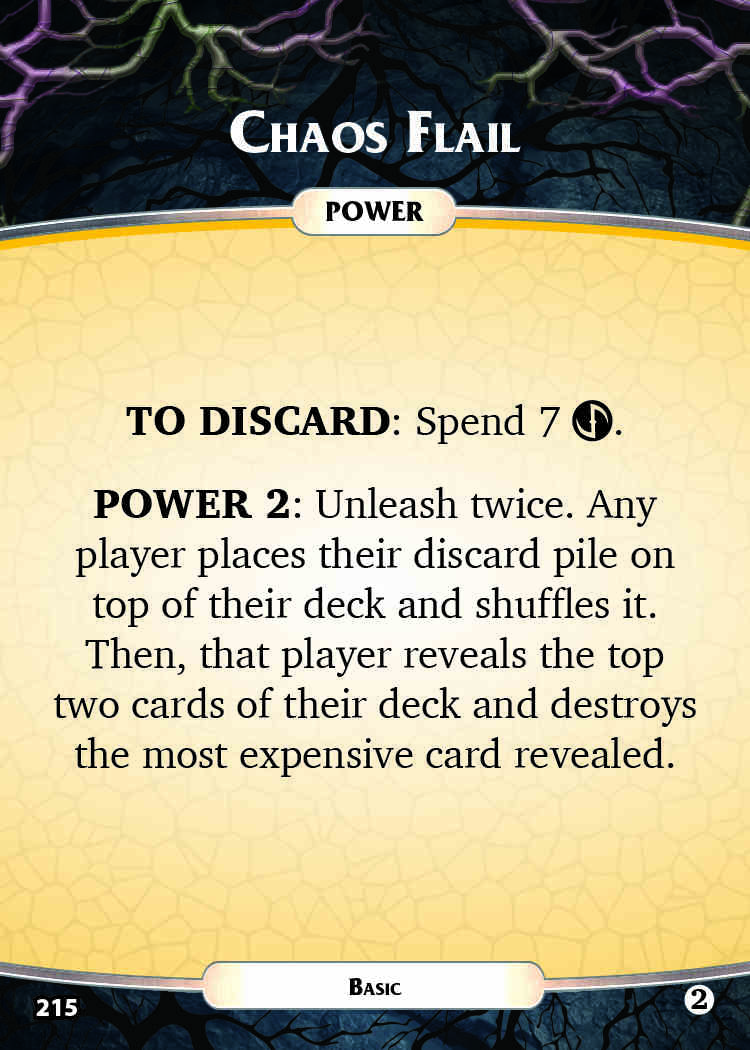 Chaos Flail
POWER
TO DISCARD: Spend 7 .
POWER 2: Unleash twice. Any
player places their discard pile on
top of their deck and shuffles it.
Then, that player reveals the top
two cards of their deck and destroys
the most expensive card revealed.
Basic
215
2